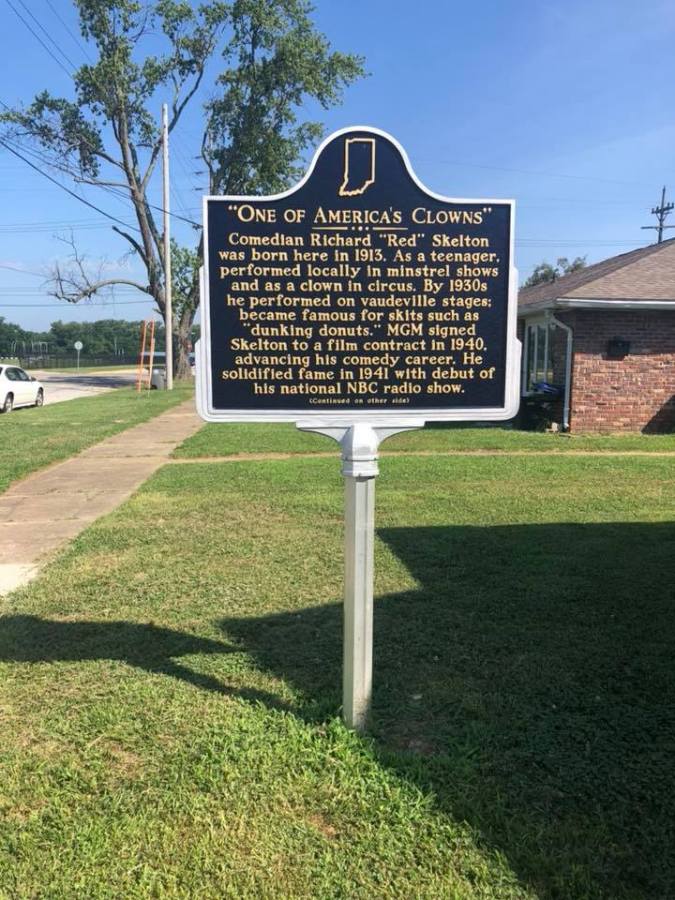 "ONE OF AMERICA'S CLOWNS"
Comedian Richard "Red" Skelton
was born here in 1913. As a teenager,
performed locally in minstrel shows
and as a clown in circus. By 1930s
he performed on vaudeville stages;
became famous for skits such as
"dunking donuts." MGM signed
Skelton to a film contract in 1940,
advancing his comedy career. He
solidified fame in 1941 with debut of
his national NBC radio show.
(Continued on other side)